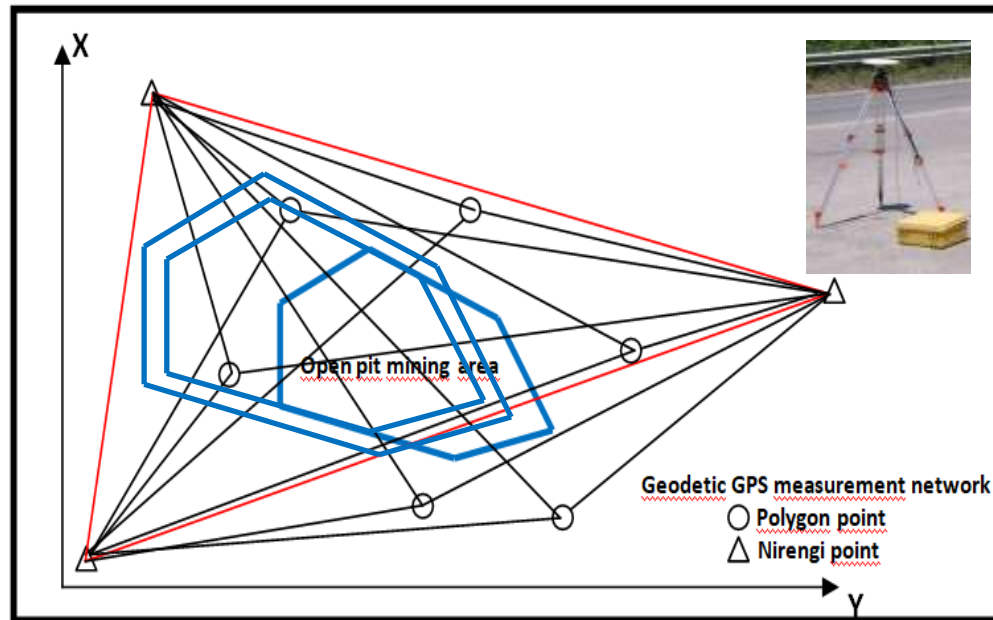 X
Open pit mining area
Geodetic GPS measurement network
Polygon point
Nirengi point
Y